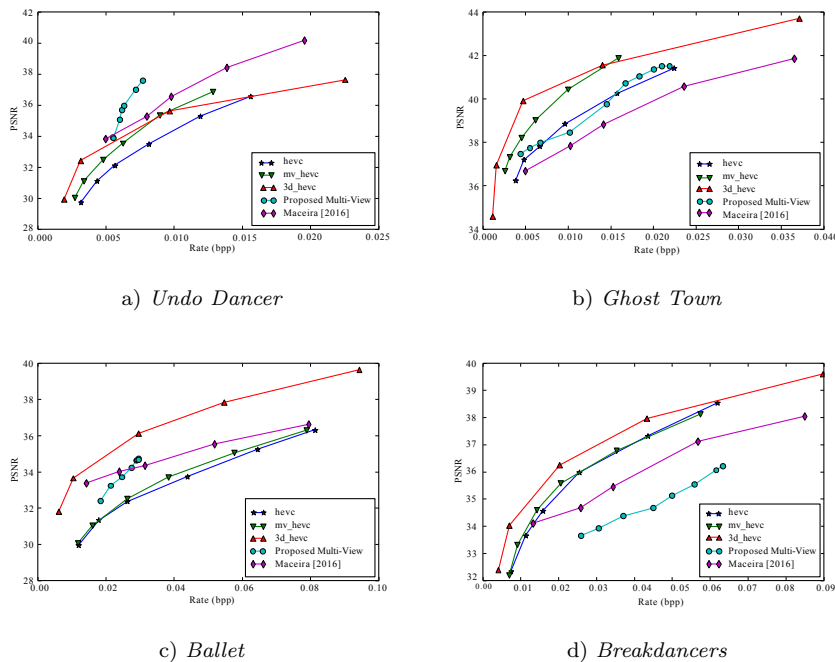 42
40
38
36
34
32
30
28
PSNR
hevc
mv_hevc
3d_hevc
Proposed Multi-View
Maceira [2016]
0.000 0.005 0.010 0.015 0.020 0.025
Rate (bpp)
a) Undo Dancer
44
42
40
38
36
34
PSNR
hevc
mv_hevc
3d_hevc
Proposed Multi-View
Maceira [2016]
0.000 0.005 0.010 0.015 0.020 0.025 0.030 0.035 0.040
Rate (bpp)
b) Ghost Town
40
38
36
34
32
30
28
PSNR
hevc
mv_hevc
3d_hevc
Proposed Multi-View
Maceira [2016]
0.00 0.02 0.04 0.06 0.08 0.10
Rate (bpp)
c) Ballet
40
39
38
37
36
35
34
33
32
PSNR
hevc
mv_hevc
3d_hevc
Proposed Multi-View
Maceira [2016]
0.00 0.01 0.02 0.03 0.04 0.05 0.06 0.07 0.08 0.09
Rate (bpp)
d) Breakdancers